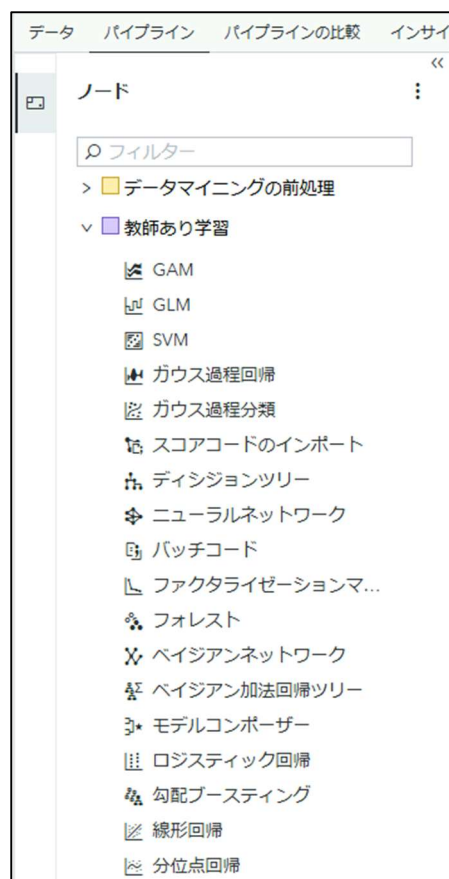 データ パイプライン パイプラインの比較 インサイ
ノード
フィルター
データマイニングの前処理
教師あり学習
GAM
GLM
SVM
ガウス過程回帰
ガウス過程分類
スコアコードのインポート
ディシジョンツリー
ニューラルネットワーク
バッチコード
ファクタライゼーションマ...
フォレスト
ベイジアンネットワーク
ベイジアン加法回帰ツリー
モデルコンポーザー
ロジスティック回帰
勾配ブースティング
線形回帰
分位点回帰